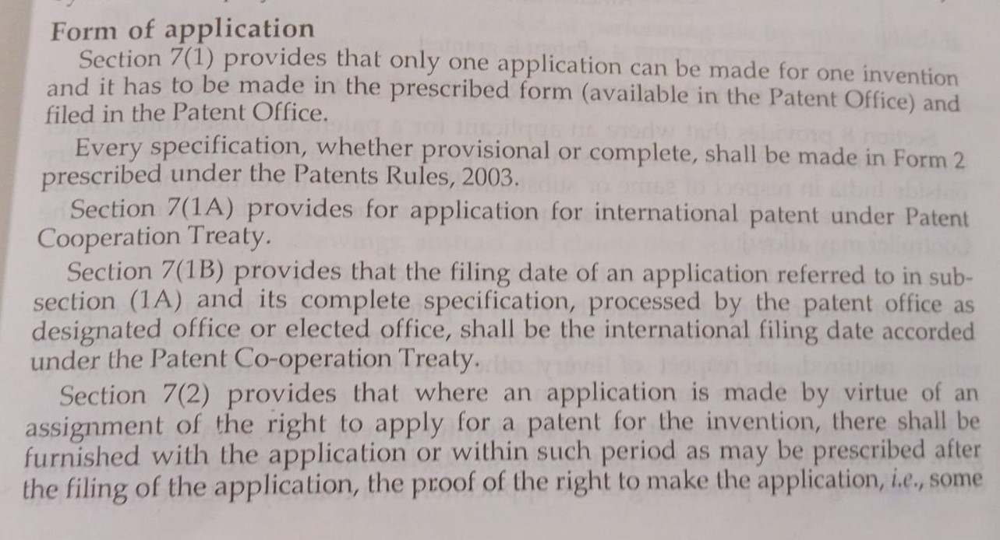 Form of application
Section 7(1) provides that only one application can be made for one invention
and it has to be made in the prescribed form (available in the Patent Office) and
filed in the Patent Office.
Every specification, whether provisional or complete, shall be made in Form 2
prescribed under the Patents Rules, 2003.
Section 7(1A) provides for application for international patent under Patent
Cooperation Treaty.
Section 7(1B) provides that the filing date of an application referred to in sub-
section (1A) and its complete specification, processed by the patent office as
designated office or elected office, shall be the international filing date accorded
under the Patent Co-operation Treaty.
Section 7(2) provides that where an application is made by virtue of an
assignment of the right to apply for a patent for the invention, there shall be
furnished with the application or within such period as may be prescribed after
the filing of the application, the proof of the right to make the application, i.e., some